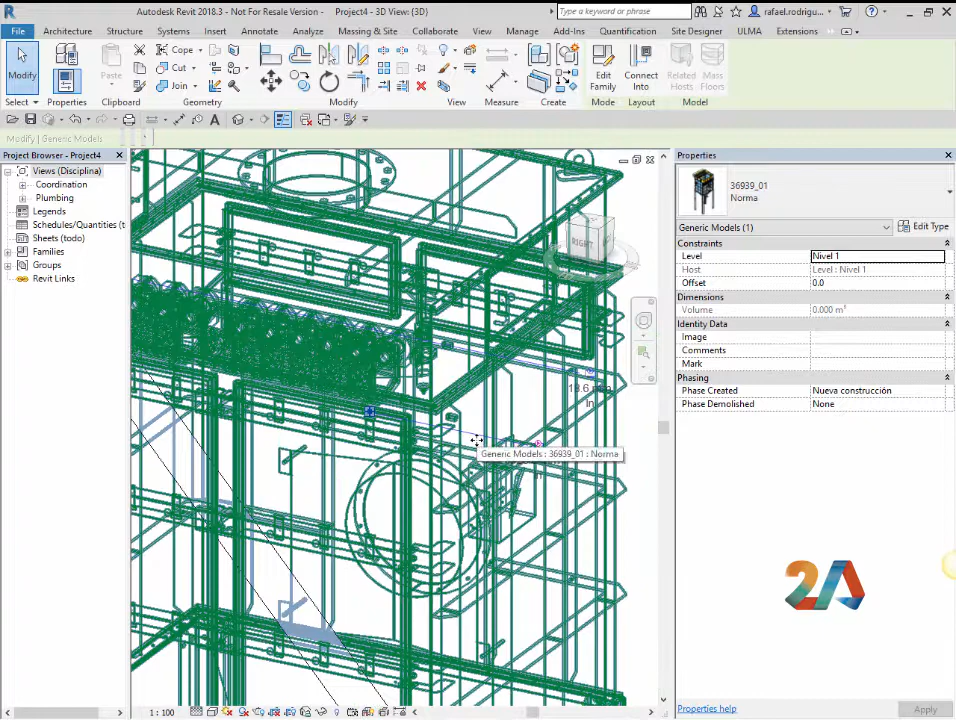 Autodesk Revit 2018.3 - Not For Resale Version - Project4 - 3D View: {3D}
Type a keyword or phrase
rafael.rodrigu...
File Architecture Structure Systems Insert Annotate Analyze Massing & Site Collaborate View Manage Add-Ins Quantification Site Designer ULMA Extensions
Modify
Properties
Paste
Cope
Cut
Join
Edit Family
Connect Into
Related Hosts
Mass Floors
Select Properties Clipboard Geometry Modify View Measure Create Mode Layout Model
Modify | Generic Models
Project Browser - Project4
Views (Disciplina)
Coordination
Plumbing
Legends
Schedules/Quantities (t
Sheets (todo)
Families
Groups
Revit Links
RIGHT
In
Generic Models : 36939_01 : Norma
1 : 100
Properties
36939_01
Norma
Generic Models (1)
Edit Type
Constraints
Level Nivel 1
Host Level : Nivel 1
Offset 0.0
Dimensions
Volume 0.000 m³
Identity Data
Image
Comments
Mark
Phasing
Phase Created Nueva construcción
Phase Demolished None
2A
Properties help
Apply